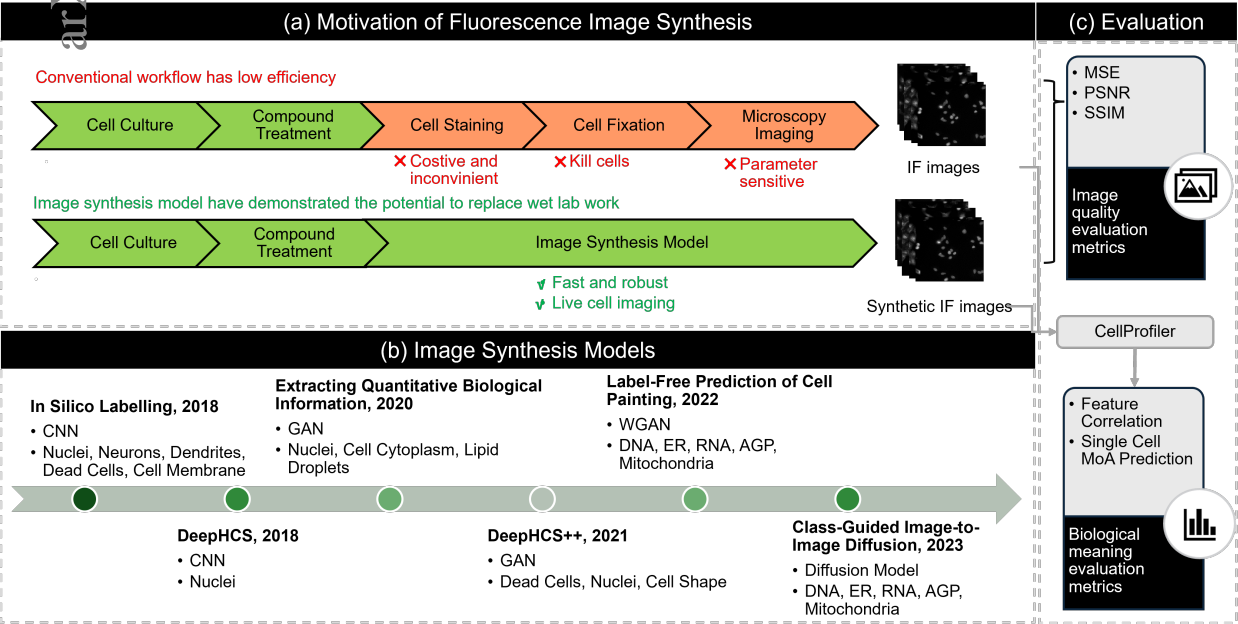 (a) Motivation of Fluorescence Image Synthesis
Conventional workflow has low efficiency
Cell Culture
Compound
Treatment
Cell Staining
Cell Fixation
Microscopy
Imaging
Costive and
inconvinient
Kill cells
Parameter
sensitive
IF images
Image synthesis model have demonstrated the potential to replace wet lab work
Cell Culture
Compound
Treatment
Image Synthesis Model
Fast and robust
Live cell imaging
Synthetic IF images
(b) Image Synthesis Models
In Silico Labelling, 2018
• CNN
• Nuclei, Neurons, Dendrites,
Dead Cells, Cell Membrane
DeepHCS, 2018
• CNN
• Nuclei
Extracting Quantitative Biological
Information, 2020
• GAN
• Nuclei, Cell Cytoplasm, Lipid
Droplets
DeepHCS++, 2021
• GAN
• Dead Cells, Nuclei, Cell Shape
Label-Free Prediction of Cell
Painting, 2022
• WGAN
• DNA, ER, RNA, AGP,
Mitochondria
Class-Guided Image-to-
Image Diffusion, 2023
• Diffusion Model
• DNA, ER, RNA, AGP,
Mitochondria
(c) Evaluation
• MSE
• PSNR
• SSIM
Image
quality
evaluation
metrics
CellProfiler
• Feature
Correlation
• Single Cell
MoA Prediction
Biological
meaning
evaluation
metrics